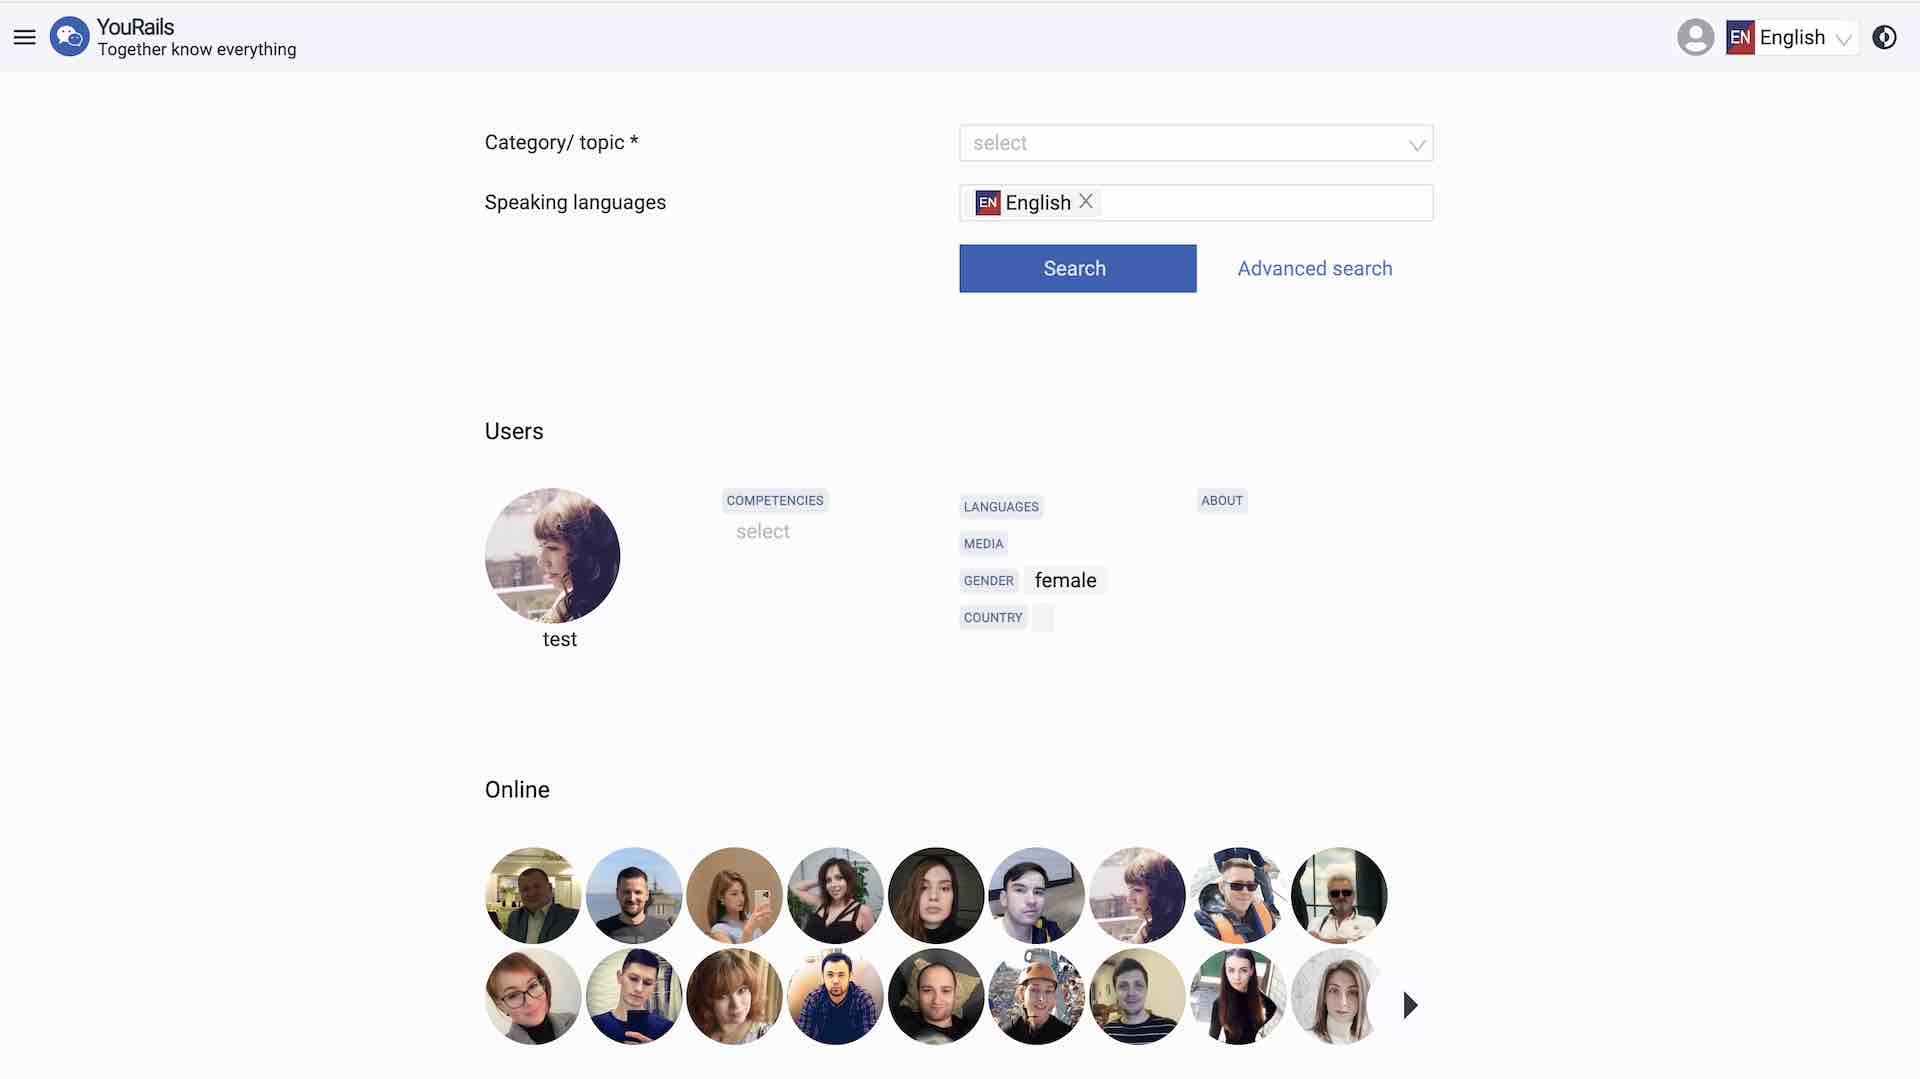 YouRails
Together know everything
EN English
Category/ topic *
select
Speaking languages
EN English
Search
Advanced search
Users
COMPETENCIES
select
LANGUAGES
MEDIA
GENDER female
COUNTRY
ABOUT
test
Online